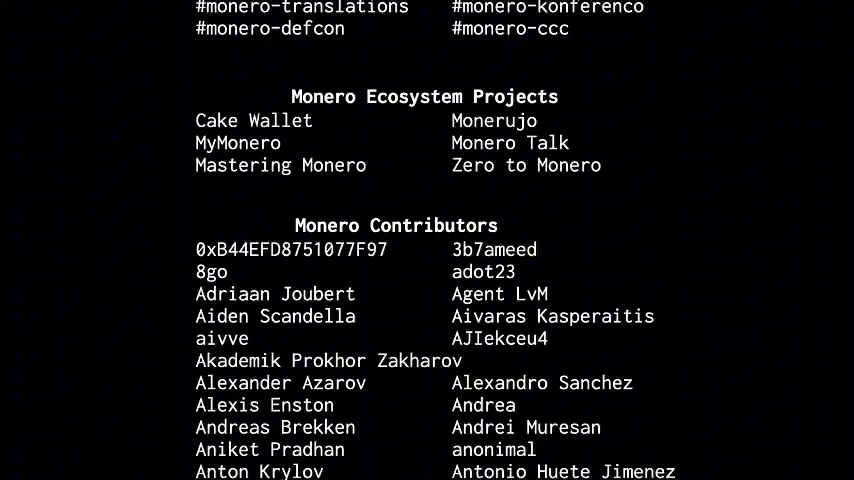 #monero-translations #monero-konferenco
#monero-defcon #monero-ccc
Monero Ecosystem Projects
Cake Wallet Monerujo
MyMonero Monero Talk
Mastering Monero Zero to Monero
Monero Contributors
0xB44EFD8751077F97 3b7ameed
8go adot23
Adriaan Joubert Agent LvM
Aiden Scandella Aivaras Kasperaitis
aivve AJIekceu4
Akademik Prokhor Zakharov
Alexander Azarov Alexandro Sanchez
Alexis Enston Andrea
Andreas Brekken Andrei Muresan
Aniket Pradhan anonimal
Anton Krylov Antonio Huete Jimenez